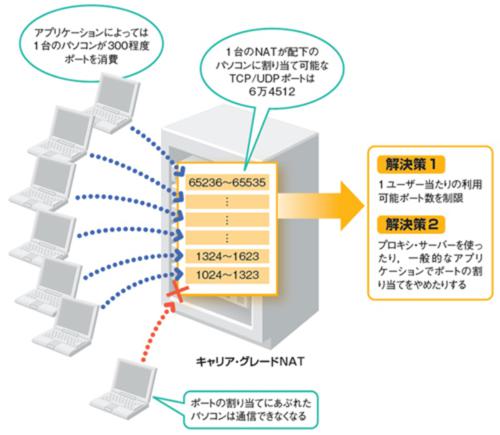 アプリケーションによっては
1台のパソコンが300程度
ポートを消費
1台のNATが配下の
パソコンに割り当て可能な
TCP/UDPポートは
6万4512
65236〜65535
⋮
⋮
⋮
1324〜1623
1024〜1323
キャリア・グレードNAT
解決策1
1ユーザー当たりの利用
可能ポート数を制限
解決策2
プロキシ・サーバーを使っ
たり,一般的なアプリ
ケーションでポートの割
り当てをやめたりする
ポートの割り当てにあぶれた
パソコンは通信できなくなる